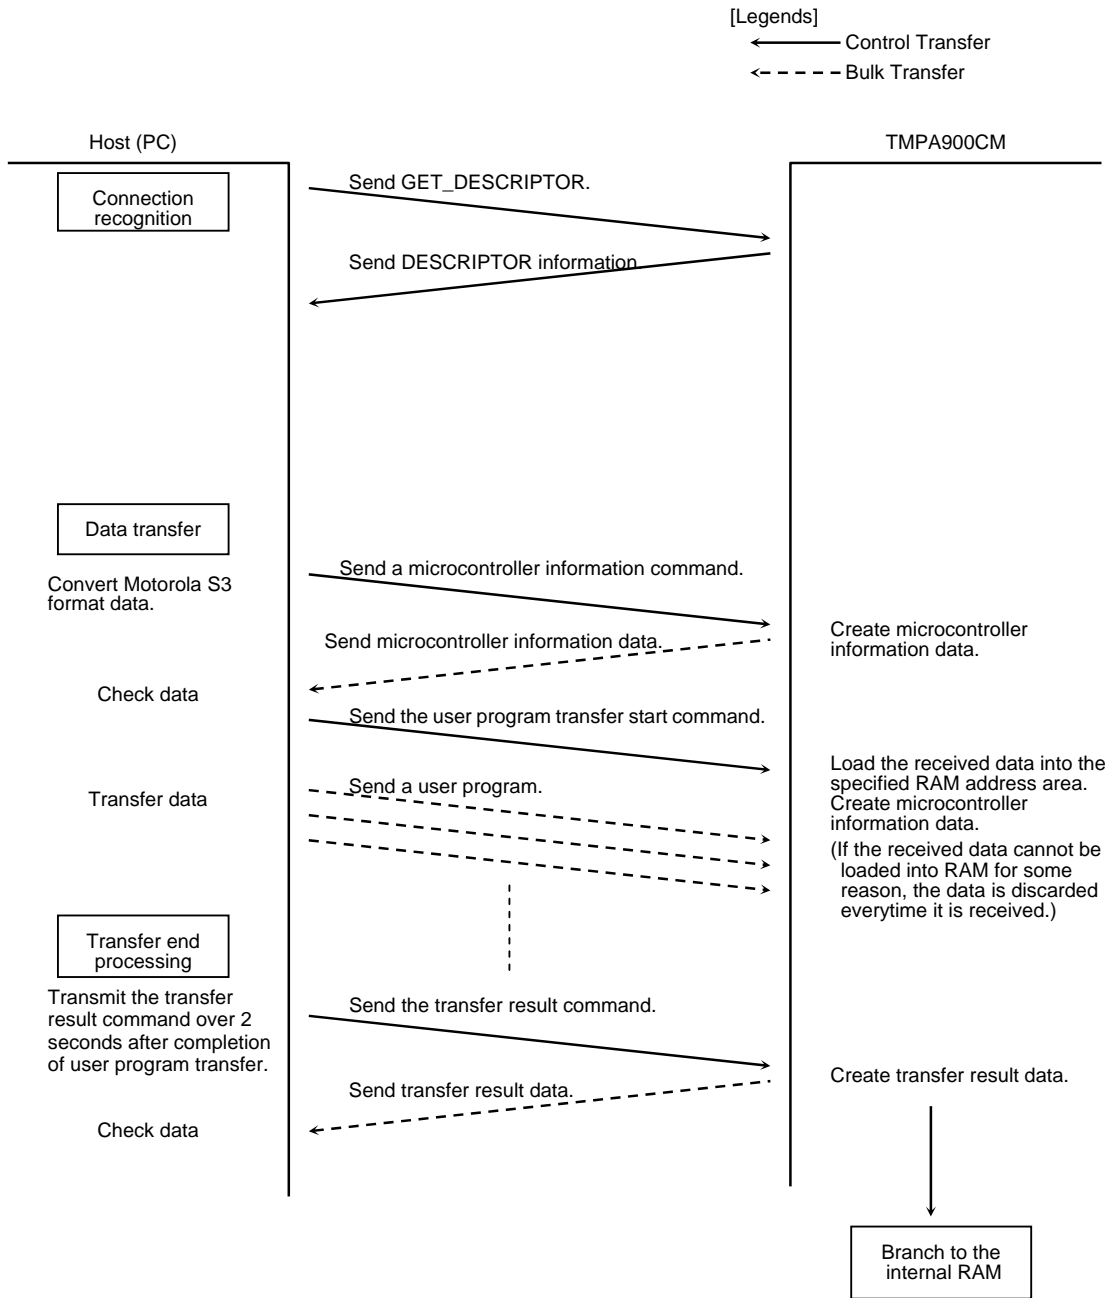 [Legends]
Control Transfer
Bulk Transfer
Host (PC)
TMPA900CM
Connection
recognition
Send GET_DESCRIPTOR.
Send DESCRIPTOR information.
Data transfer
Convert Motorola S3
format data.
Send a microcontroller information command.
Create microcontroller
information data.
Send microcontroller information data.
Check data
Send the user program transfer start command.
Load the received data into the
specified RAM address area.
Create microcontroller
information data.
(If the received data cannot be
loaded into RAM for some
reason, the data is discarded
everytime it is received.)
Transfer data
Send a user program.
Transfer end
processing
Transmit the transfer
result command over 2
seconds after completion
of user program transfer.
Send the transfer result command.
Create transfer result data.
Send transfer result data.
Check data
Branch to the
internal RAM